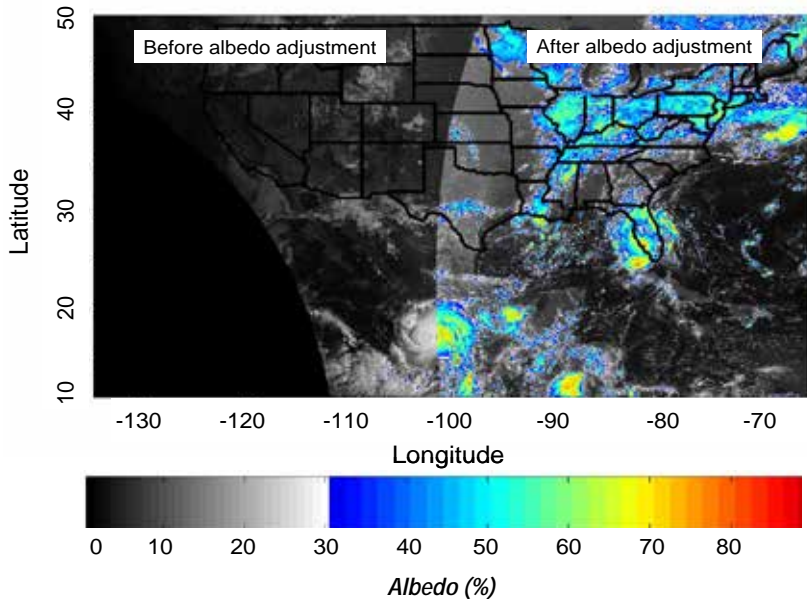 50
Before albedo adjustment
After albedo adjustment
40
Latitude
30
20
10
-130 -120 -110 -100 -90 -80 -70
Longitude
0 10 20 30 40 50 60 70 80
Albedo (%)